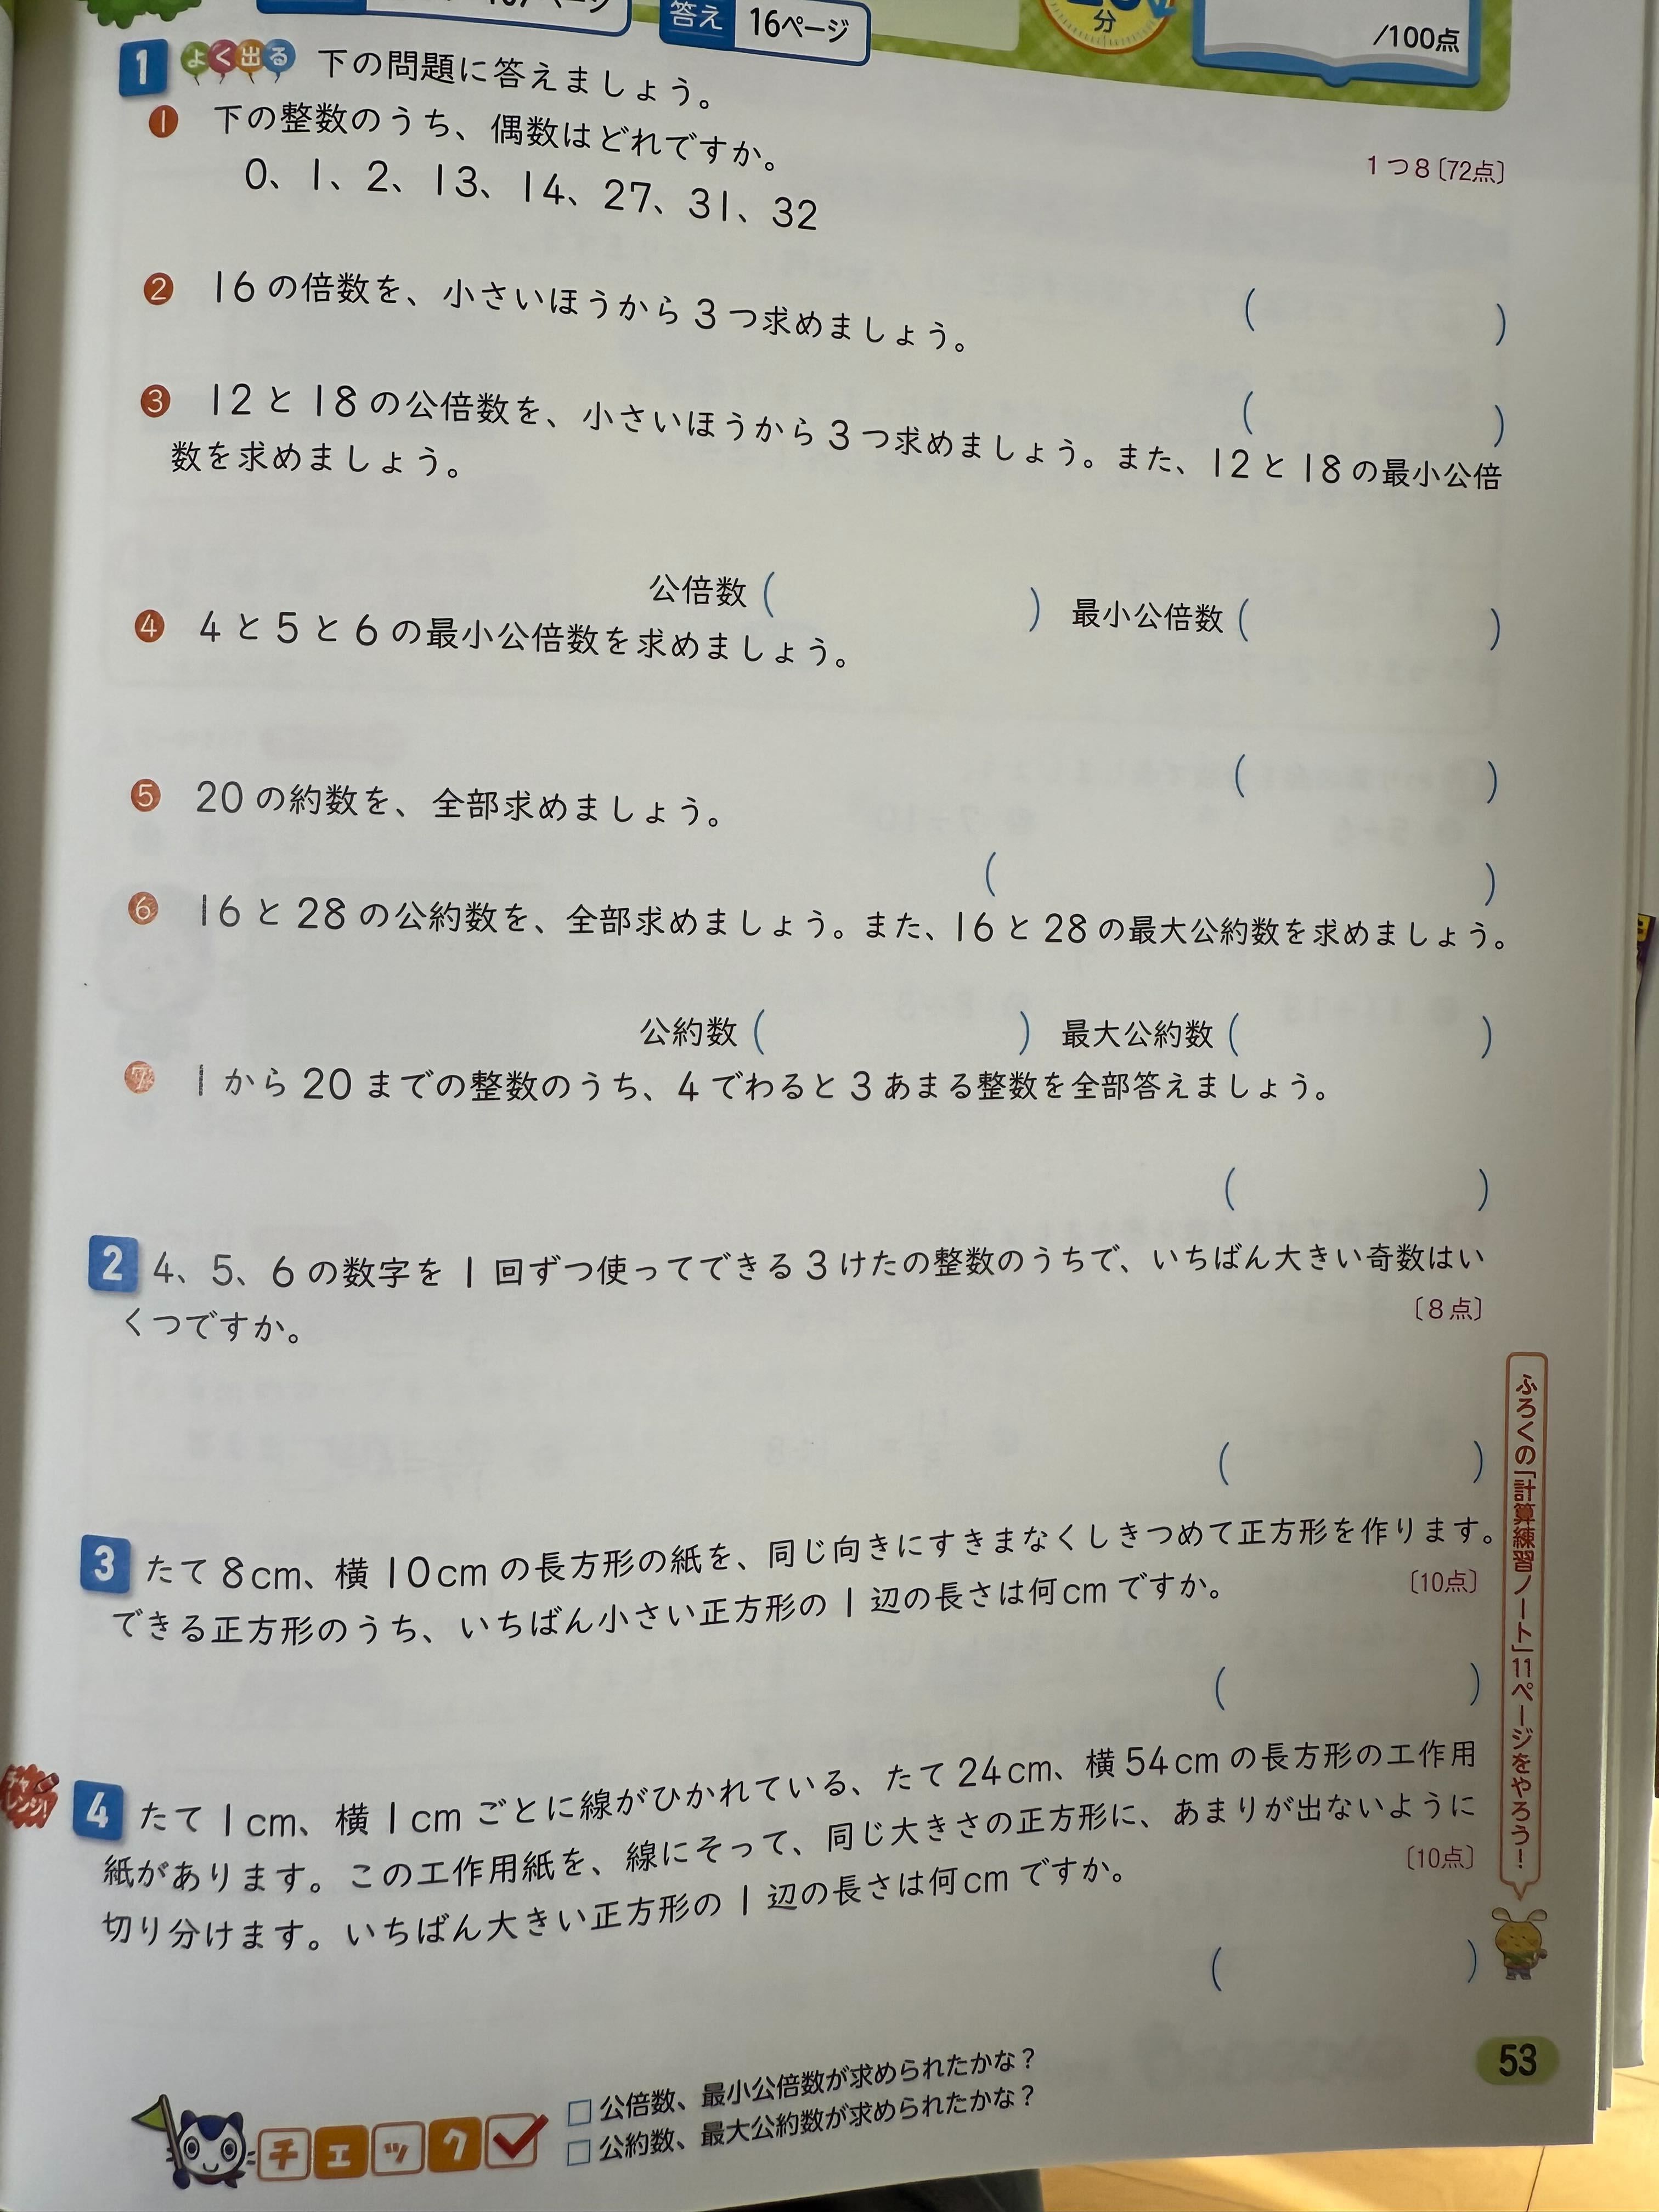 答え 16ページ
分
/100点
1 よく出る 下の問題に答えましょう。
1つ8〔72点〕
❶ 下の整数のうち、偶数はどれですか。
0、1、2、13、14、27、31、32
( )
❷ 16の倍数を、小さいほうから3つ求めましょう。
( )
❸ 12と18の公倍数を、小さいほうから3つ求めましょう。また、12と18の最小公倍
数を求めましょう。
公倍数( ) 最小公倍数( )
❹ 4と5と6の最小公倍数を求めましょう。
( )
❺ 20の約数を、全部求めましょう。
( )
❻ 16と28の公約数を、全部求めましょう。また、16と28の最大公約数を求めましょう。
公約数( ) 最大公約数( )
❼ 1から20までの整数のうち、4でわると3あまる整数を全部答えましょう。
( )
2 4、5、6の数字を1回ずつ使ってできる3けたの整数のうちで、いちばん大きい奇数はい
くつですか。
〔8点〕
( )
3 たて8cm、横10cmの長方形の紙を、同じ向きにすきまなくしきつめて正方形を作ります。
できる正方形のうち、いちばん小さい正方形の1辺の長さは何cmですか。
〔10点〕
( )
チャレンジ!
4 たて1cm、横1cmごとに線がひかれている、たて24cm、横54cmの長方形の工作用
紙があります。この工作用紙を、線にそって、同じ大きさの正方形に、あまりが出ないように
切り分けます。いちばん大きい正方形の1辺の長さは何cmですか。
〔10点〕
( )
ふろくの「計算練習ノート」11ページをやろう!
53
チェック
□公倍数、最小公倍数が求められたかな?
□公約数、最大公約数が求められたかな?